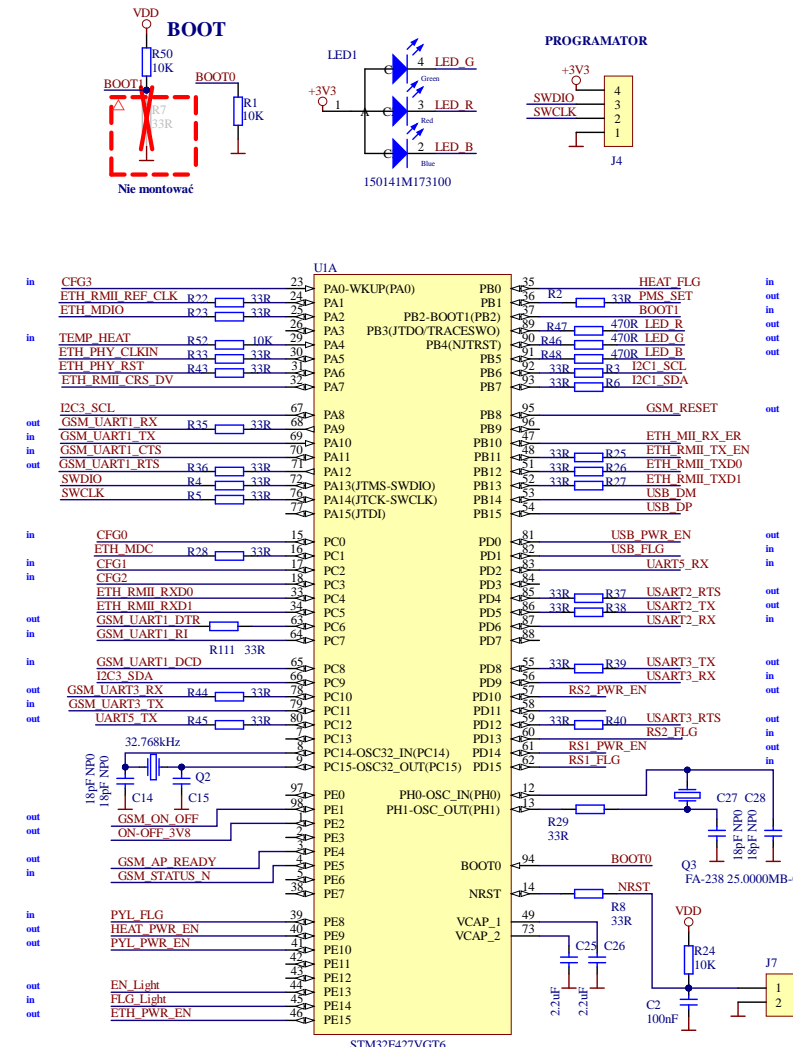 VDD
BOOT
R50
10K
BOOT1
R7
33R
Nie montować
BOOT0
R1
10K
LED1
+3V3
1
A
C 4 LED_G
Green
C 3 LED_R
Red
C 2 LED_B
Blue
150141M173100
PROGRAMATOR
+3V3
SWDIO
SWCLK
4
3
2
1
J4
U1A
in CFG3 23 PA0-WKUP(PA0)
ETH_RMII_REF_CLK R22 33R 24 PA1
ETH_MDIO R23 33R 25 PA2
26 PA3
in TEMP_HEAT R52 10K 29 PA4
ETH_PHY_CLKIN R33 33R 30 PA5
ETH_PHY_RST R43 33R 31 PA6
ETH_RMII_CRS_DV 32 PA7
I2C3_SCL 67 PA8
out GSM_UART1_RX R35 33R 68 PA9
in GSM_UART1_TX 69 PA10
in GSM_UART1_CTS 70 PA11
out GSM_UART1_RTS R36 33R 71 PA12
SWDIO R4 33R 72 PA13(JTMS-SWDIO)
SWCLK R5 33R 76 PA14(JTCK-SWCLK)
77 PA15(JTDI)
in CFG0 15 PC0
ETH_MDC R28 33R 16 PC1
in CFG1 17 PC2
in CFG2 18 PC3
ETH_RMII_RXD0 33 PC4
ETH_RMII_RXD1 34 PC5
out GSM_UART1_DTR 63 PC6
in GSM_UART1_RI 64 PC7
R111 33R
in GSM_UART1_DCD 65 PC8
I2C3_SDA 66 PC9
out GSM_UART3_RX R44 33R 78 PC10
in GSM_UART3_TX 79 PC11
out UART5_TX R45 33R 80 PC12
7 PC13
32.768kHz 8 PC14-OSC32_IN(PC14)
9 PC15-OSC32_OUT(PC15)
18pF NP0
18pF NP0
Q2
C14
C15
97 PE0
98 PE1
out GSM_ON_OFF 1 PE2
out ON-OFF_3V8 2 PE3
3 PE4
out GSM_AP_READY 4 PE5
in GSM_STATUS_N 5 PE6
38 PE7
in PYL_FLG 39 PE8
out HEAT_PWR_EN 40 PE9
out PYL_PWR_EN 41 PE10
42 PE11
43 PE12
out EN_Light 44 PE13
in FLG_Light 45 PE14
out ETH_PWR_EN 46 PE15
PB0 35 HEAT_FLG in
PB1 36 R2 33R PMS_SET out
PB2-BOOT1(PB2) 37 BOOT1 in
PB3(JTDO/TRACESWO) 89 R47 470R LED_R out
PB4(NJTRST) 90 R46 470R LED_G out
PB5 91 R48 470R LED_B out
PB6 92 33R R3 I2C1_SCL
PB7 93 33R R6 I2C1_SDA
PB8 95 GSM_RESET out
PB9 96
PB10 47 ETH_MII_RX_ER
PB11 48 33R R25 ETH_RMII_TX_EN
PB12 51 33R R26 ETH_RMII_TXD0
PB13 52 33R R27 ETH_RMII_TXD1
PB14 53 USB_DM
PB15 54 USB_DP
PD0 81 USB_PWR_EN out
PD1 82 USB_FLG in
PD2 83 UART5_RX in
PD3 84
PD4 85 33R R37 USART2_RTS out
PD5 86 33R R38 USART2_TX out
PD6 87 USART2_RX in
PD7 88
PD8 55 33R R39 USART3_TX out
PD9 56 USART3_RX in
PD10 57 RS2_PWR_EN out
PD11 58
PD12 59 33R R40 USART3_RTS out
PD13 60 RS2_FLG in
PD14 61 RS1_PWR_EN out
PD15 62 RS1_FLG in
PH0-OSC_IN(PH0) 12
PH1-OSC_OUT(PH1) 13
R29
33R
C27 C28
18pF NP0
18pF NP0
Q3
FA-238 25.0000MB-
BOOT0 94 BOOT0
NRST 14 NRST
R8
33R
VCAP_1 49
VCAP_2 73
C25 C26
2.2uF
2.2uF
VDD
R24
10K
C2
100nF
J7
1
2
STM32F427VGT6